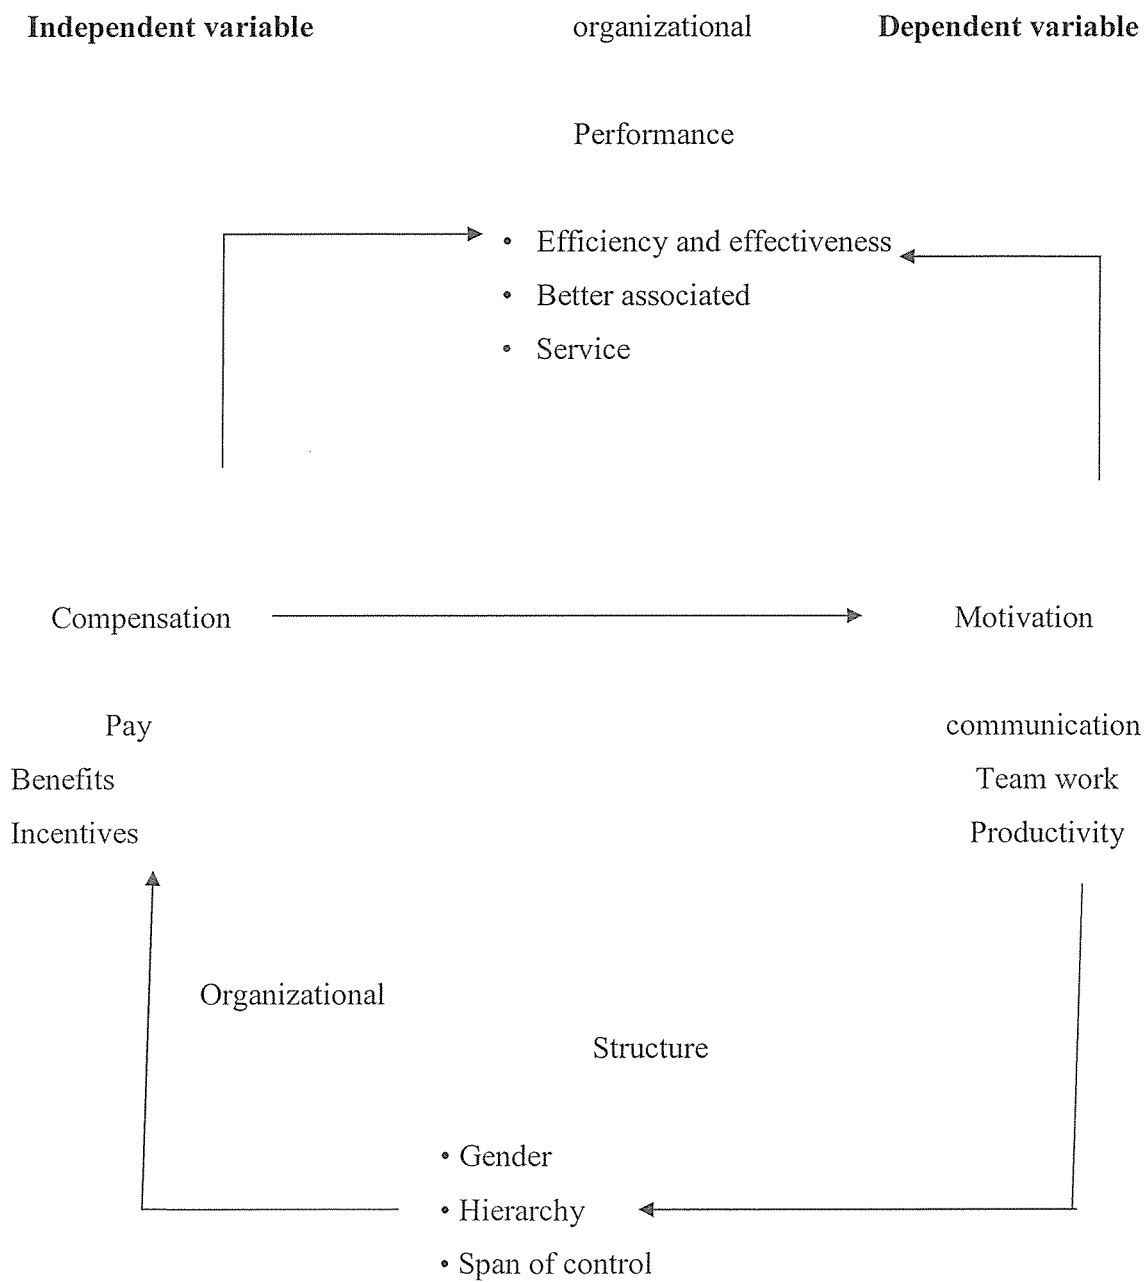 Independent variable organizational Dependent variable
Performance
• Efficiency and effectiveness
• Better associated
• Service
Compensation Motivation
Pay communication
Benefits Team work
Incentives Productivity
Organizational
Structure
• Gender
• Hierarchy
• Span of control